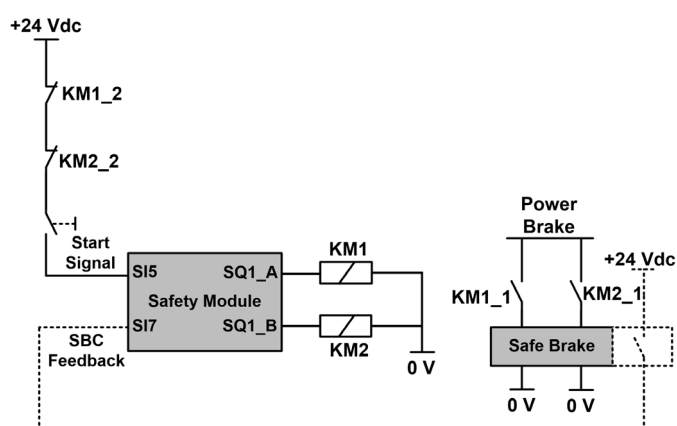 +24 Vdc
KM1_2
KM2_2
Start
Signal
SI5
SQ1_A
Safety Module
SI7
SQ1_B
SBC
Feedback
KM1
KM2
0 V
Power
Brake
+24 Vdc
KM1_1
KM2_1
Safe Brake
0 V
0 V